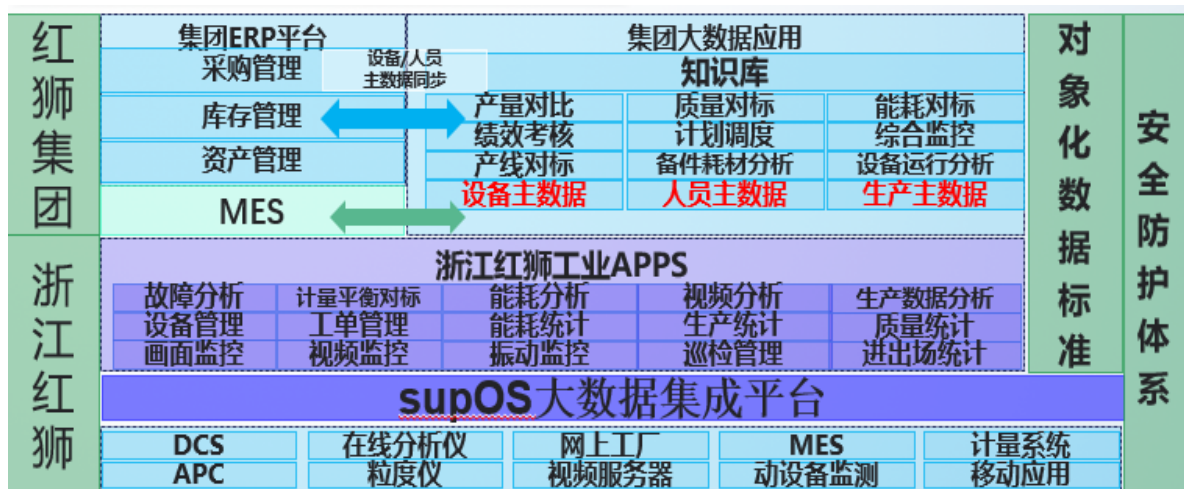 红狮集团
集团ERP平台
采购管理
库存管理
资产管理
MES
设备/人员
主数据同步
集团大数据应用
知识库
产量对比 质量对标 能耗对标
绩效考核 计划调度 综合监控
产线对标 备件耗材分析 设备运行分析
设备主数据 人员主数据 生产主数据
浙江红狮
浙江红狮工业APPS
故障分析 计量平衡对标 能耗分析 视频分析 生产数据分析
设备管理 工单管理 能耗统计 生产统计 质量统计
画面监控 视频监控 振动监控 巡检管理 进出场统计
supOS大数据集成平台
DCS 在线分析仪 网上工厂 MES 计量系统
APC 粒度仪 视频服务器 动设备监测 移动应用
对象化数据标准
安全防护体系